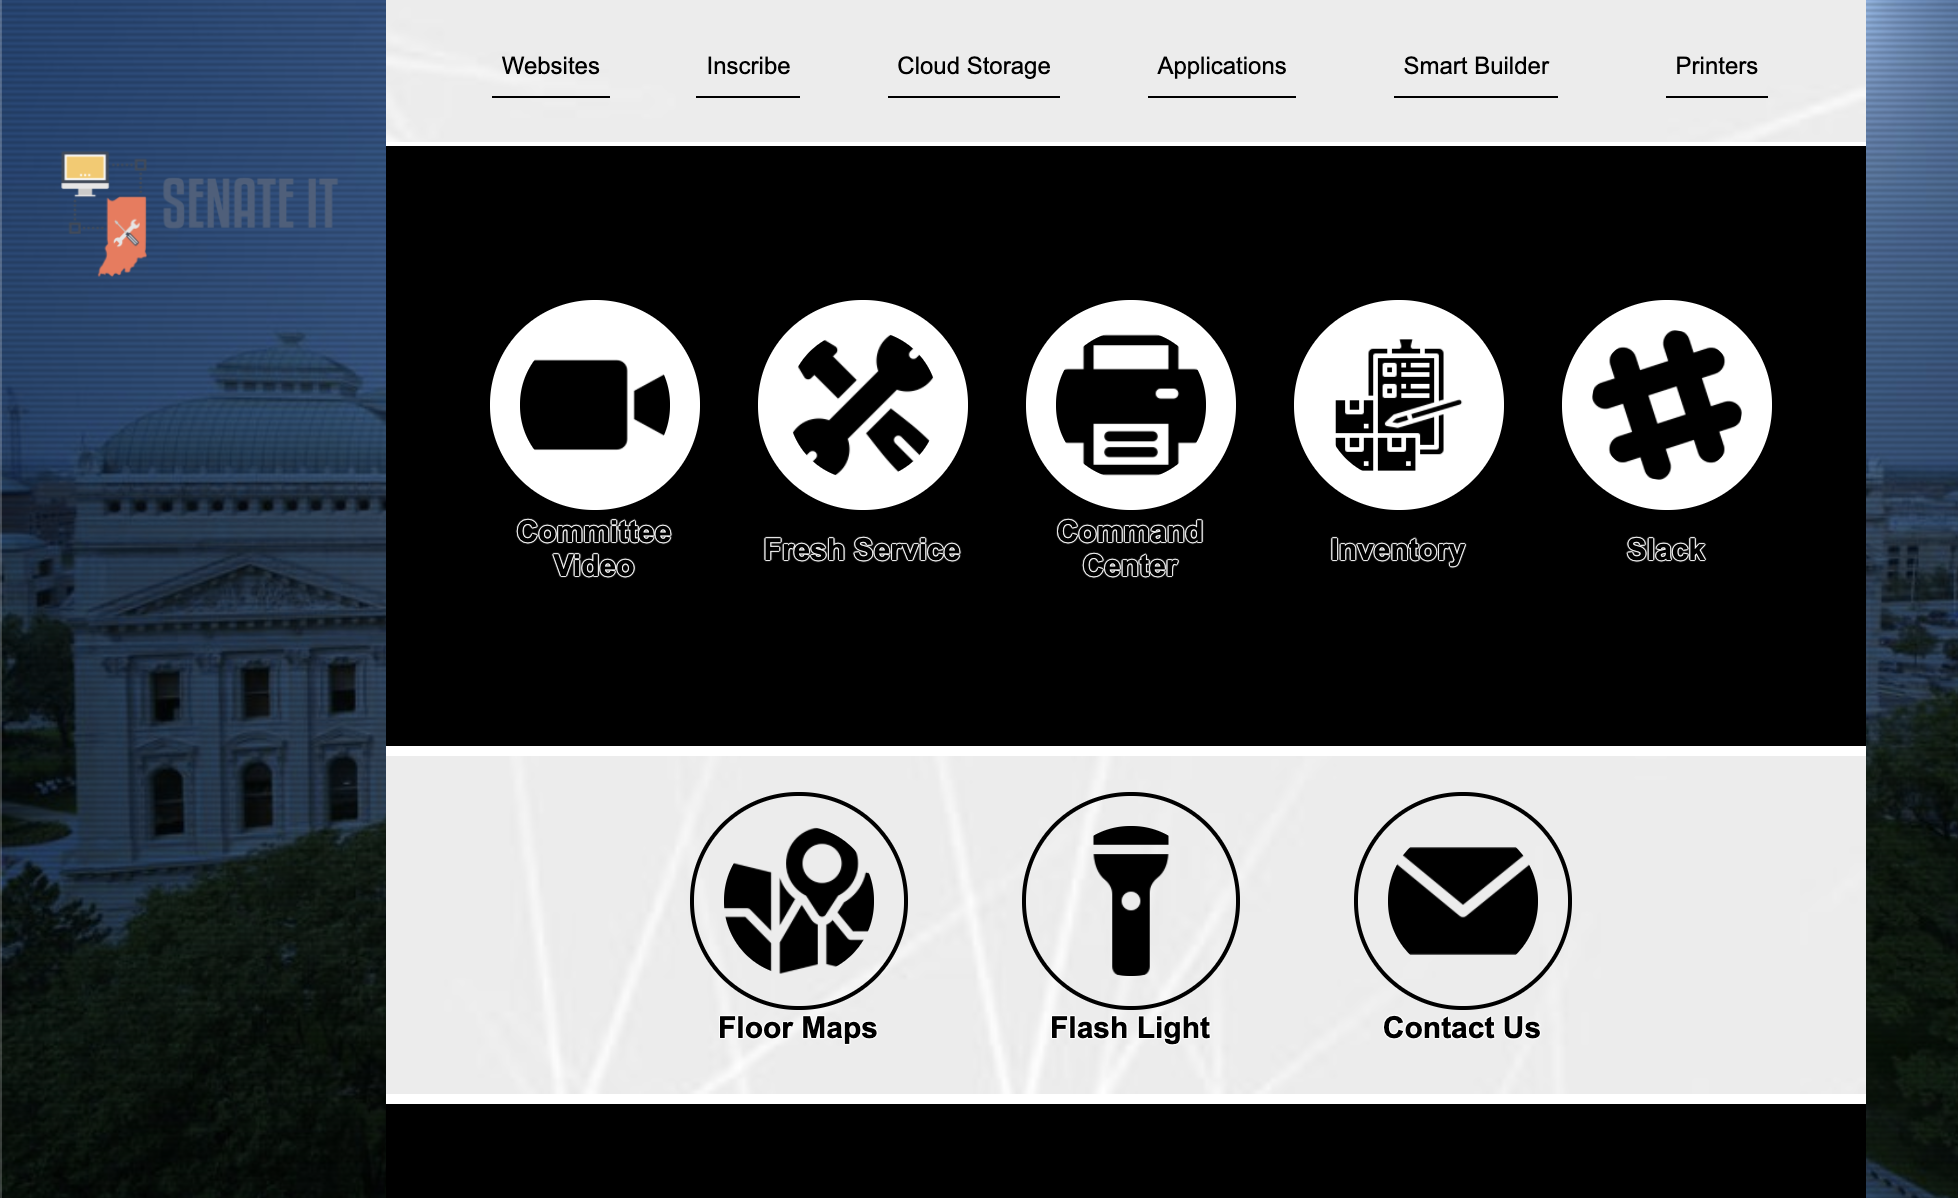 Websites
Inscribe
Cloud Storage
Applications
Smart Builder
Printers
SENATE IT
Committee
Video
Fresh Service
Command
Center
Inventory
Slack
Floor Maps
Flash Light
Contact Us